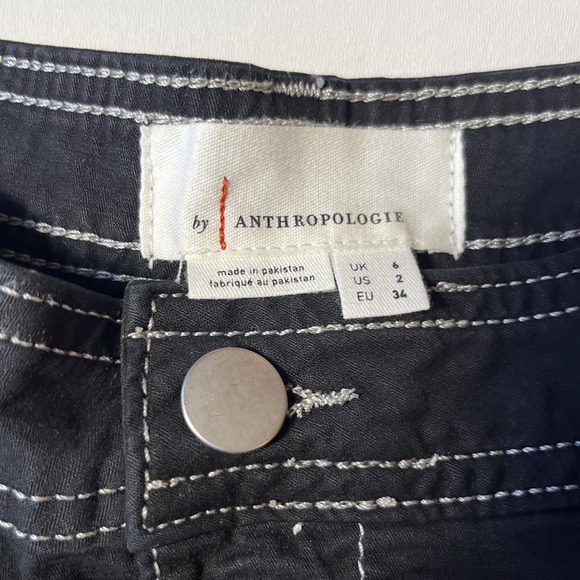 by ANTHROPOLOGIE
made in pakistan
fabriqué au pakistan
UK 6
US 2
EU 34